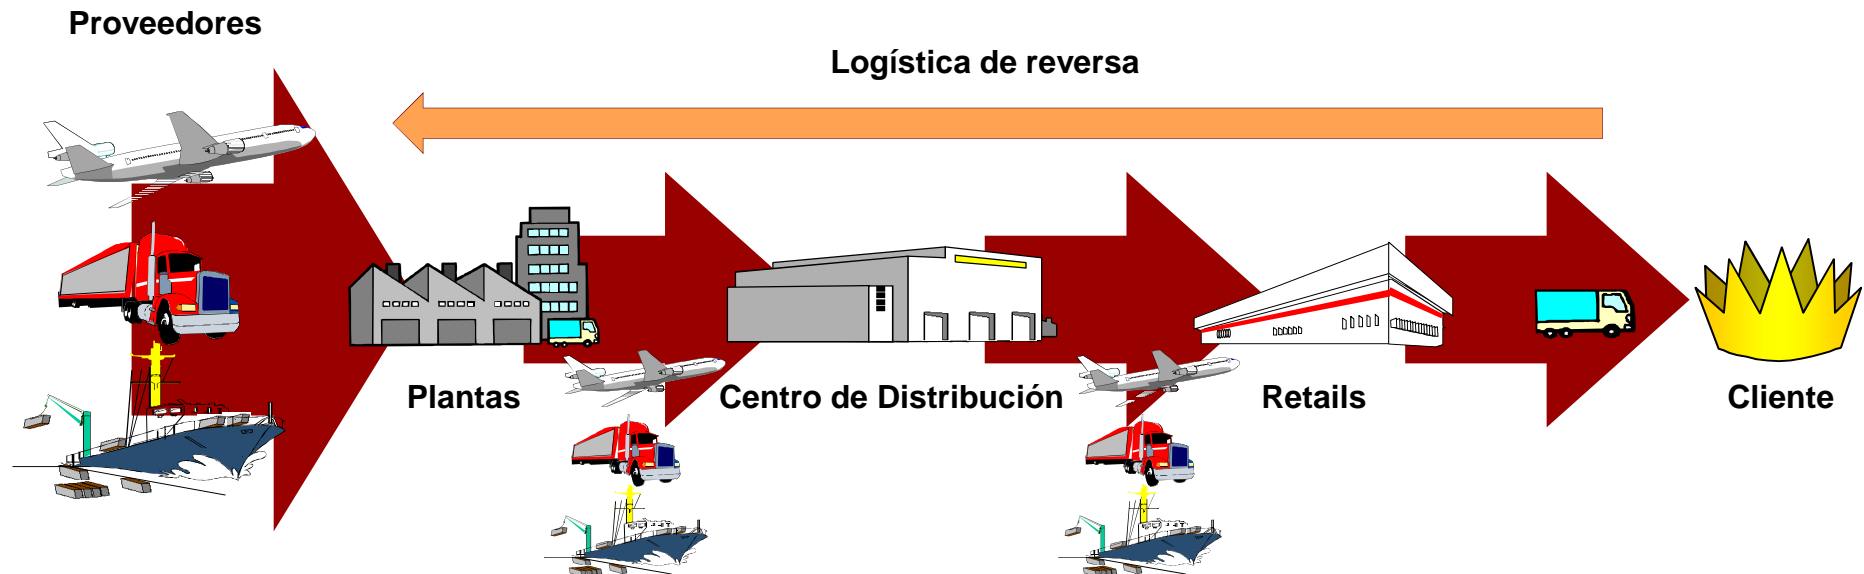 Proveedores
Logística de reversa
Plantas
Centro de Distribución
Retails
Cliente